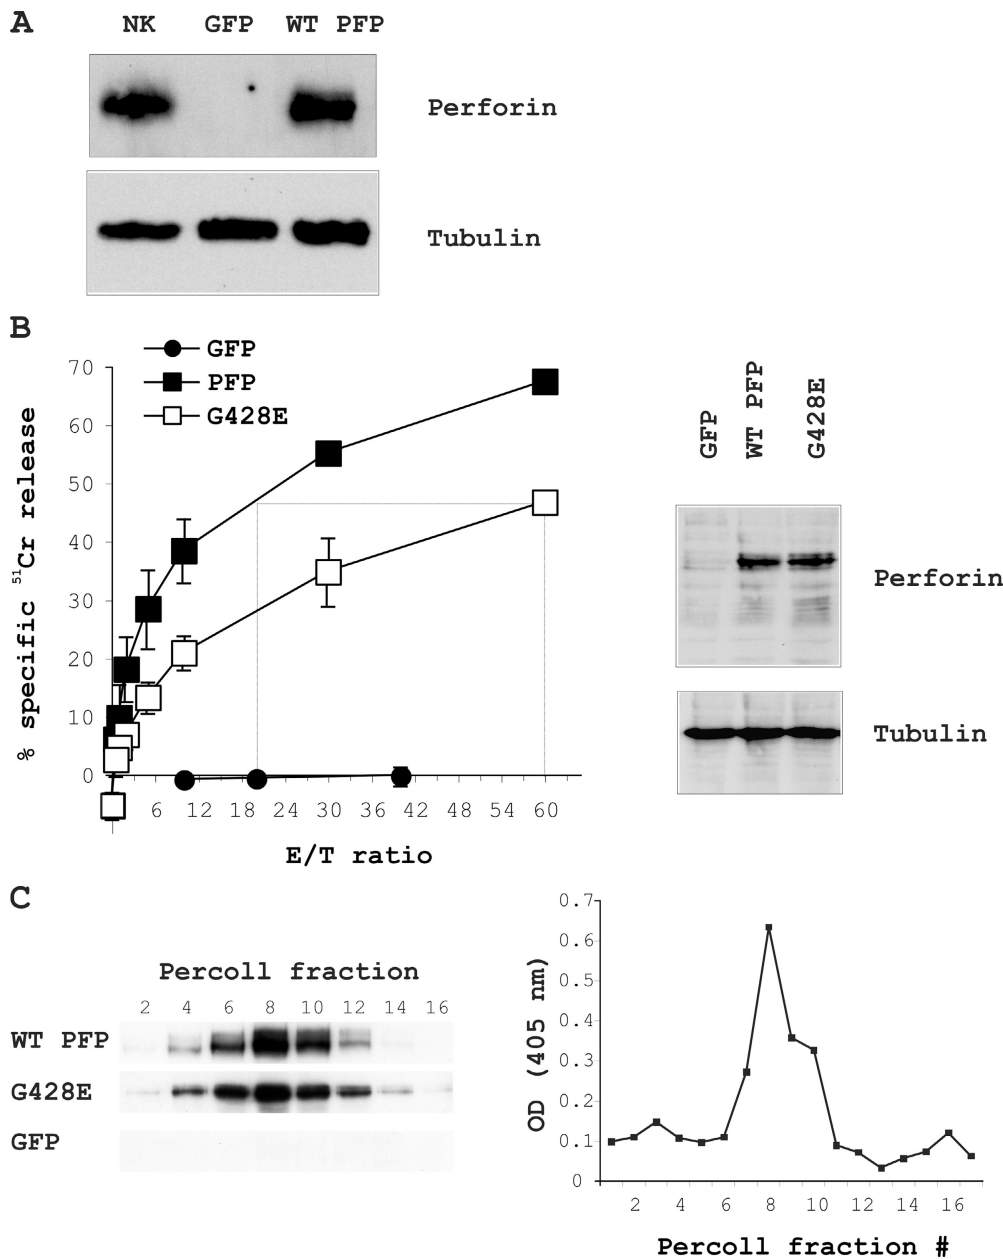 A
NK GFP WT PFP
Perforin
Tubulin
B
GFP
PFP
G428E
% specific ⁵¹Cr release
70
60
50
40
30
20
10
0
6 12 18 24 30 36 42 48 54 60
E/T ratio
GFP WT PFP G428E
Perforin
Tubulin
C
Percoll fraction
2 4 6 8 10 12 14 16
WT PFP
G428E
GFP
OD (405 nm)
0.7
0.6
0.5
0.4
0.3
0.2
0.1
0
2 4 6 8 10 12 14 16
Percoll fraction #